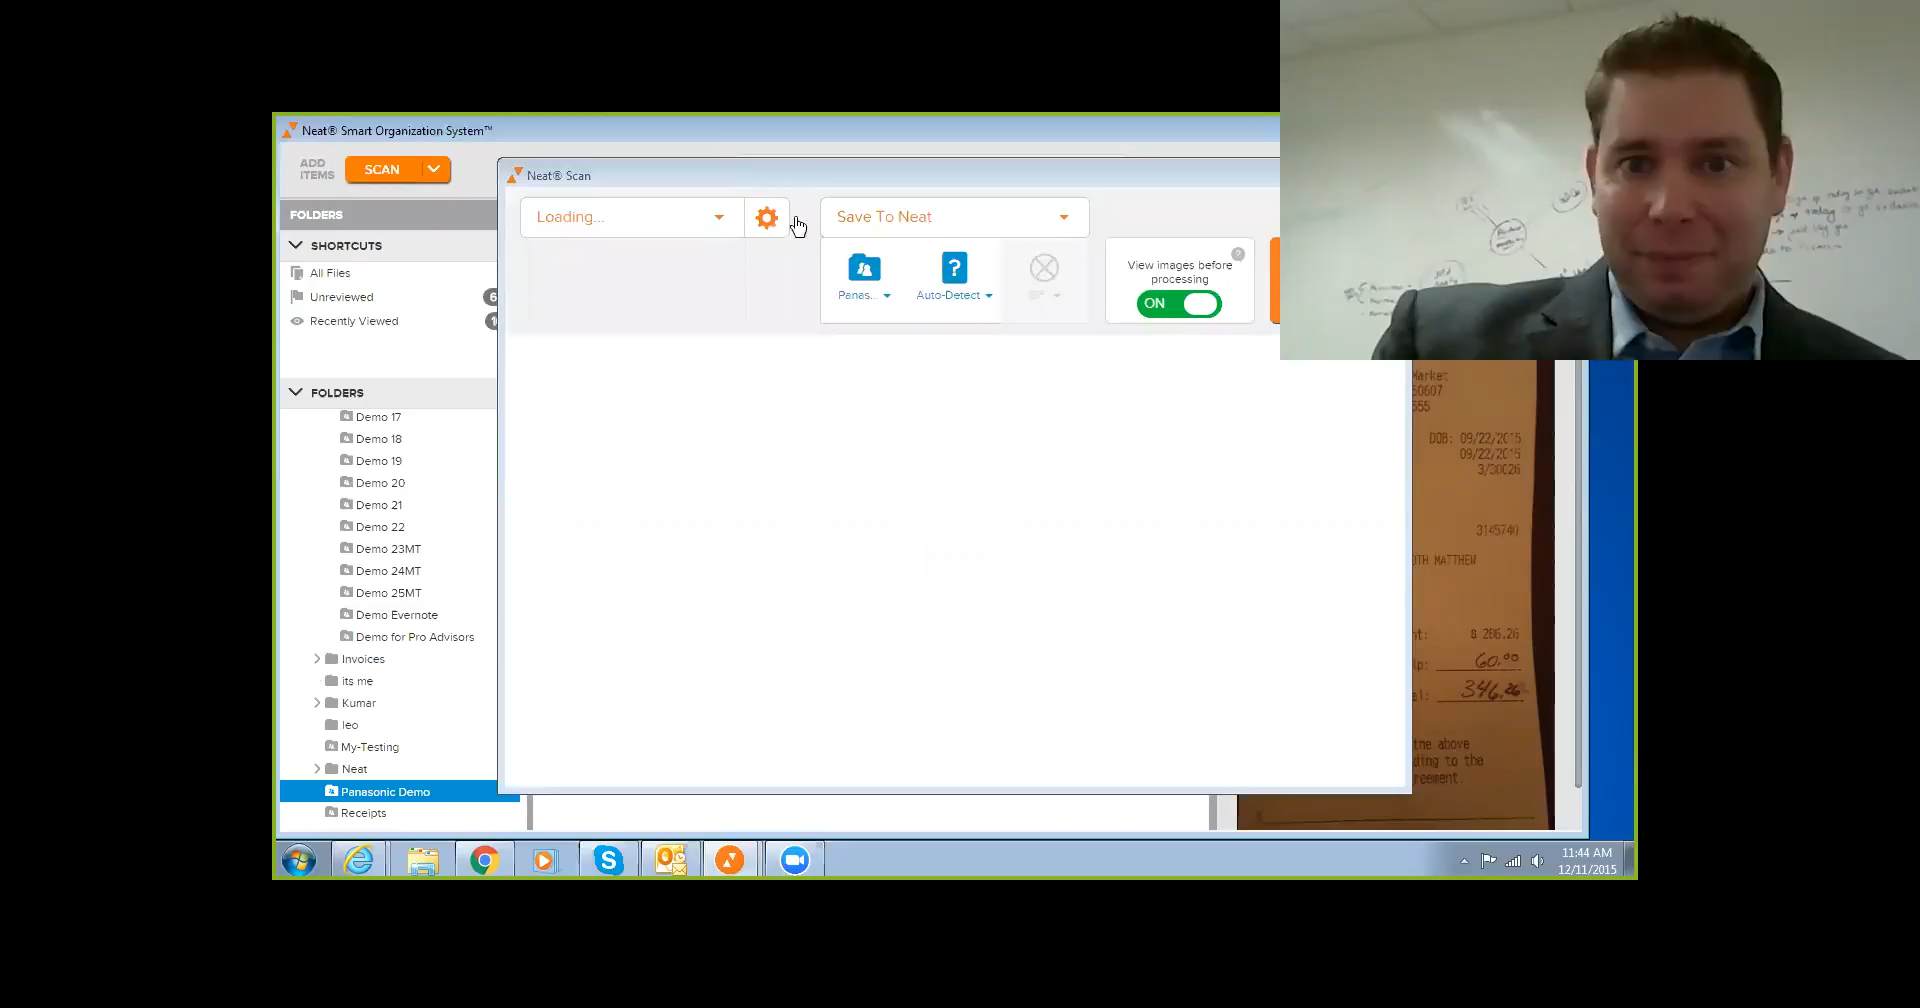 Neat® Smart Organization System™
ADD
ITEMS
SCAN
Neat® Scan
FOLDERS
Loading...
Save To Neat
SHORTCUTS
All Files
Unreviewed
Recently Viewed
Panas...
?
Auto-Detect
View images before
processing
?
ON
FOLDERS
Demo 17
Demo 18
Demo 19
Demo 20
Demo 21
Demo 22
Demo 23MT
Demo 24MT
Demo 25MT
Demo Evernote
Demo for Pro Advisors
Invoices
its me
Kumar
leo
My-Testing
Neat
Panasonic Demo
Receipts
Market
60607
555
DOB: 09/22/2015
09/22/2015
3/30026
3145740
MATTHEW
$ 286.26
60.00
346.26
the above
ding to the
reement.
11:44 AM
12/11/2015